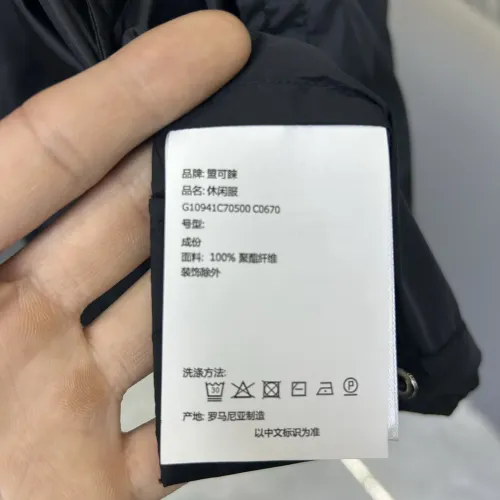 品牌: 盟可睐
品名: 休闲服
G10941C70500 C0670
号型:
成份
面料: 100% 聚酯纤维
装饰除外
洗涤方法:
30 P
产地: 罗马尼亚制造
以中文标识为准